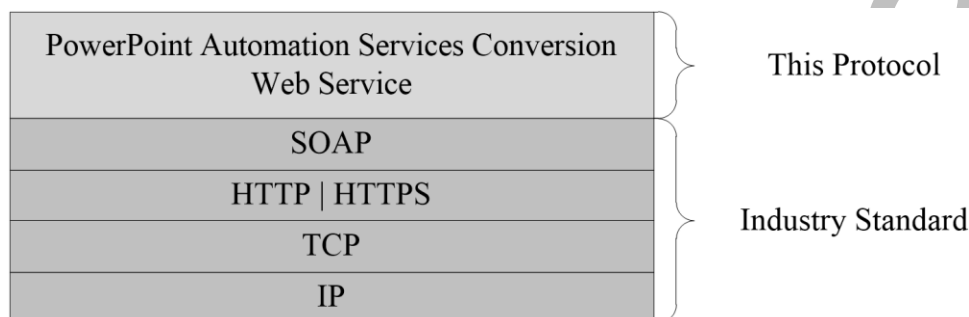 PowerPoint Automation Services Conversion
Web Service
This Protocol
SOAP
HTTP | HTTPS
TCP
IP
Industry Standard